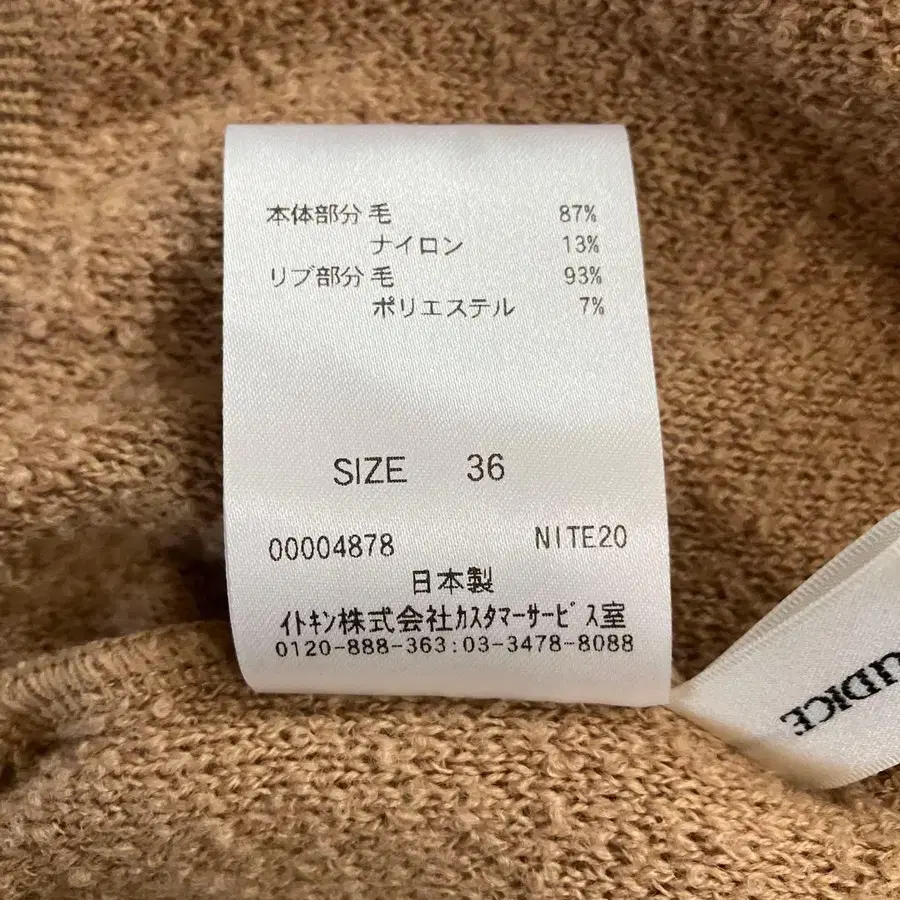 本体部分 毛 87%
ナイロン 13%
リブ部分 毛 93%
ポリエステル 7%
SIZE 36
00004878 NITE20
日本製
イトキン株式会社カスタマーサービス室
0120-888-363:03-3478-8088